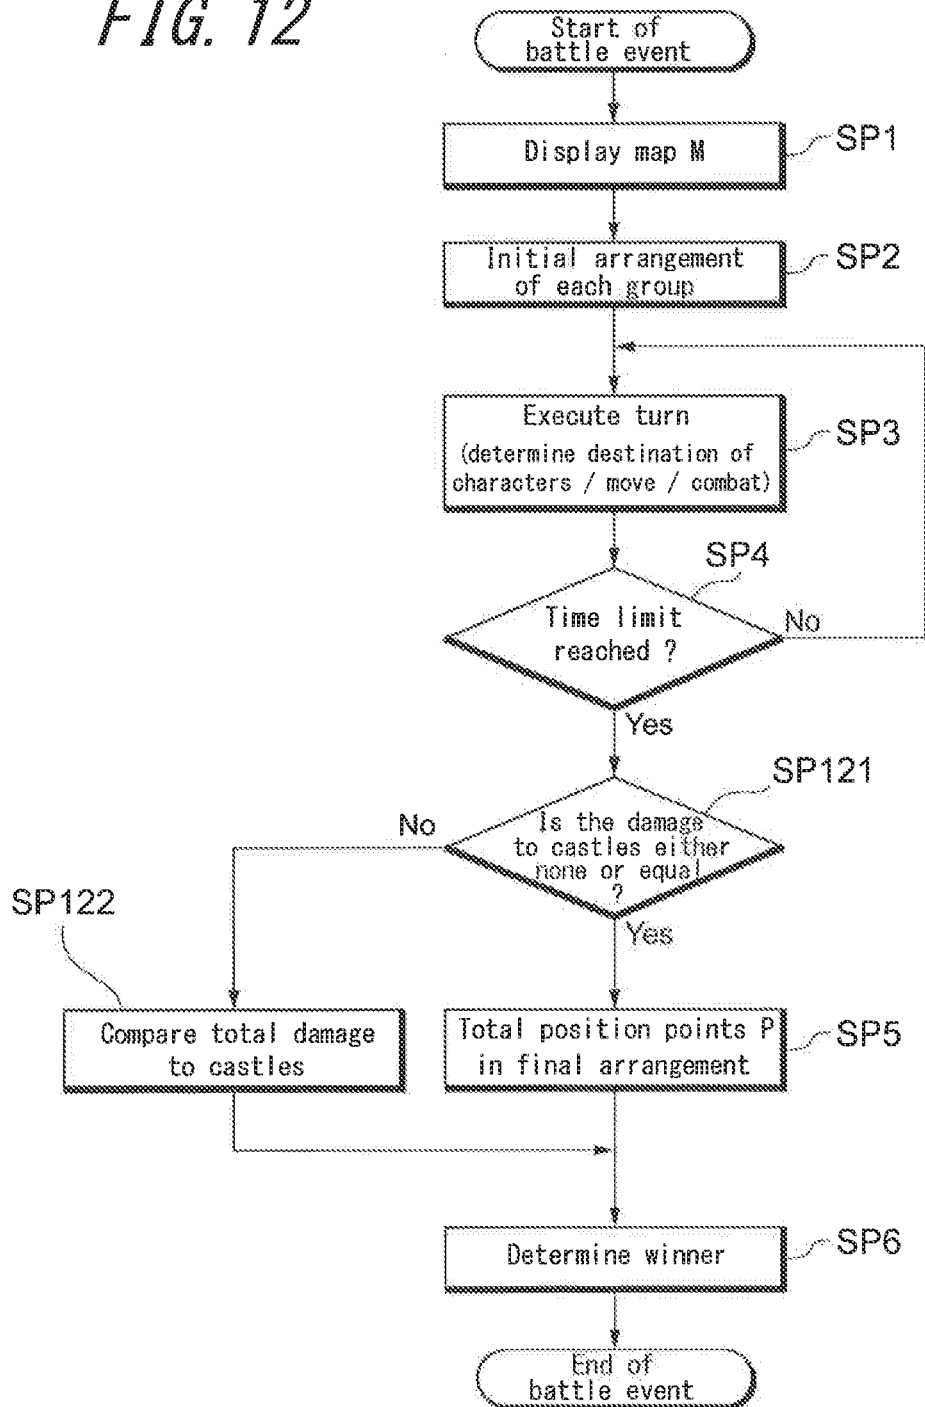 FIG. 12
Start of
battle event
Display map M
SP1
Initial arrangement
of each group
SP2
Execute turn
(determine destination of
characters / move / combat)
SP3
SP4
Time limit
reached ?
No
Yes
SP121
Is the damage
to castles either
none or equal
?
No
Yes
SP122
Compare total damage
to castles
Total position points P
in final arrangement
SP5
Determine winner
SP6
End of
battle event